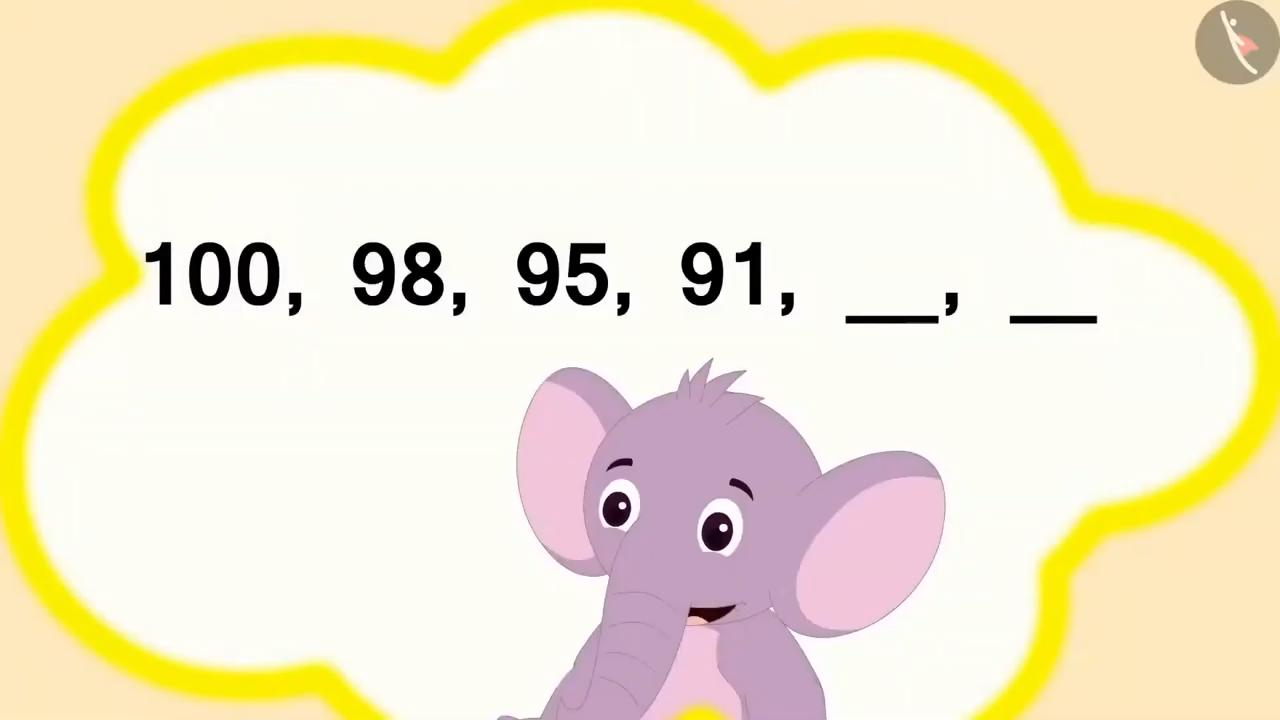 100, 98, 95, 91, __, __